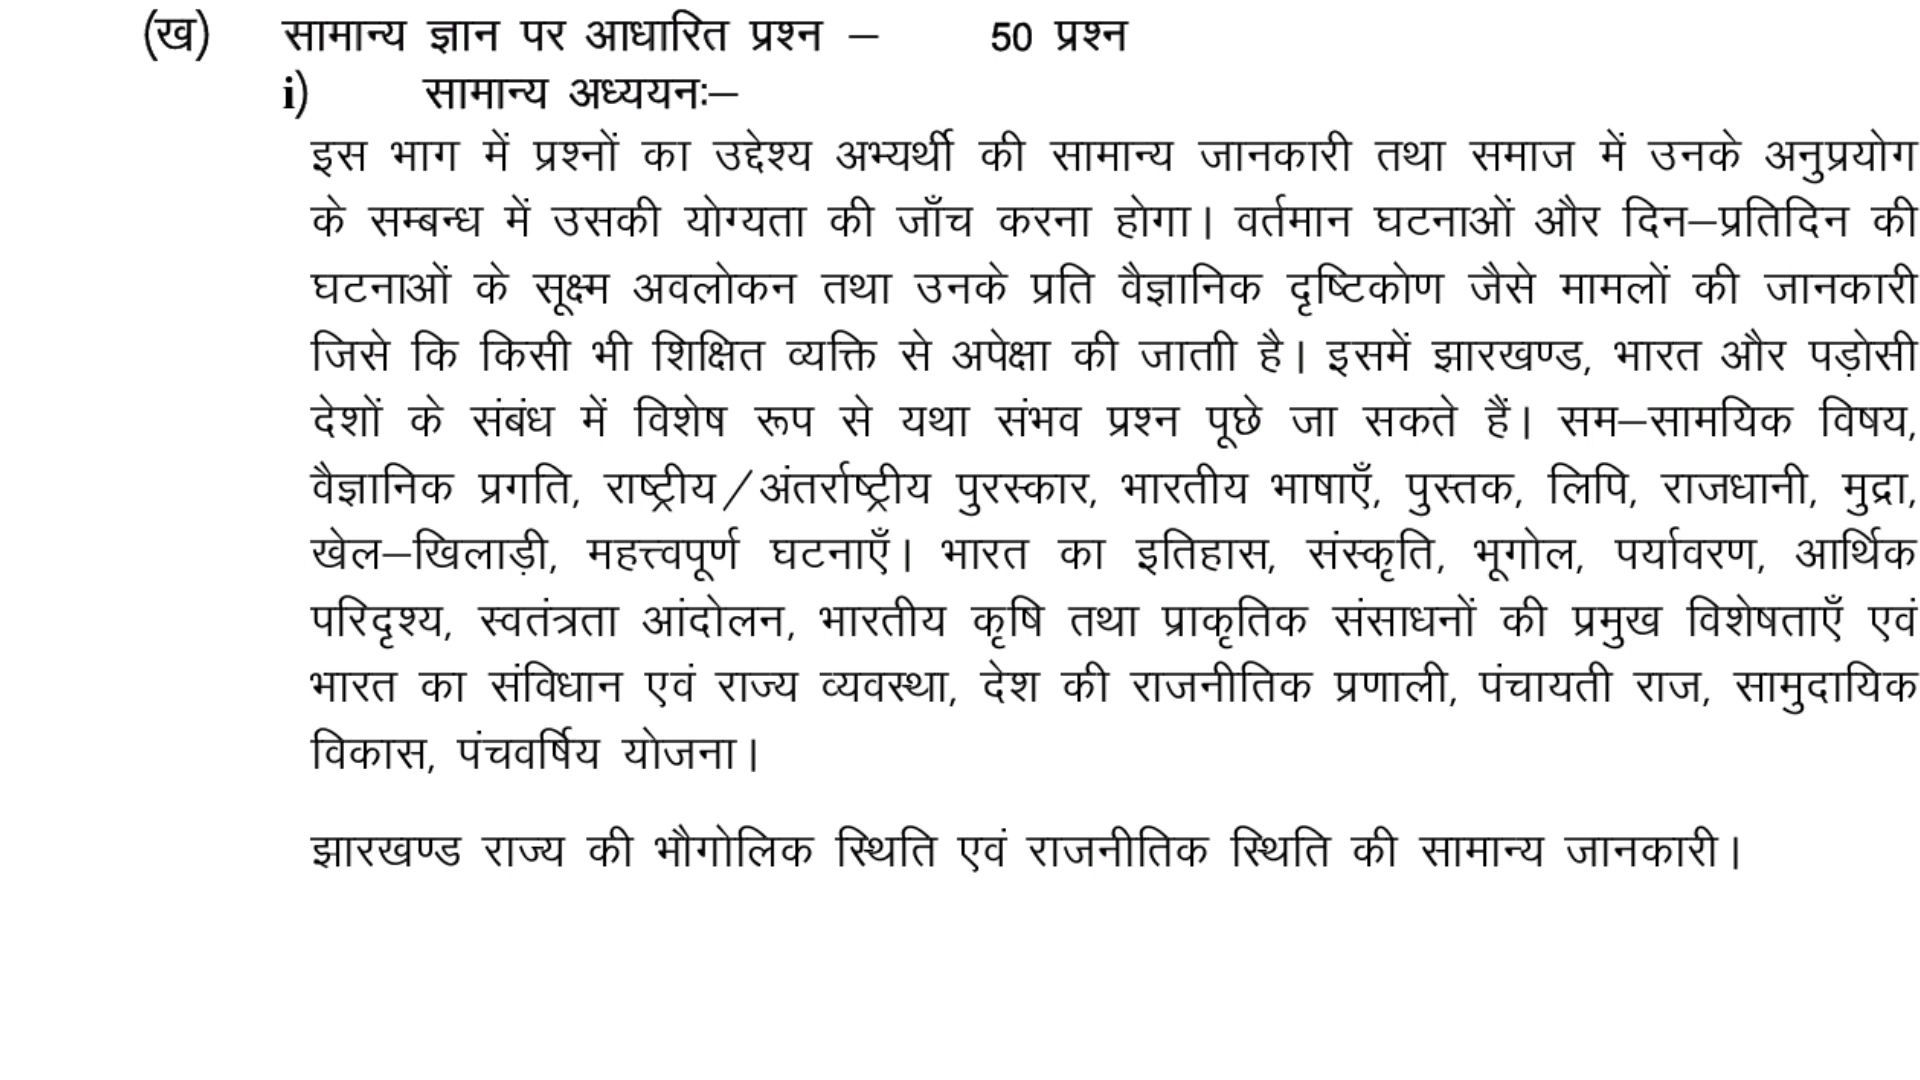 (ख) सामान्य ज्ञान पर आधारित प्रश्न – 50 प्रश्न
i) सामान्य अध्ययनः–
इस भाग में प्रश्नों का उद्देश्य अभ्यर्थी की सामान्य जानकारी तथा समाज में उनके अनुप्रयोग
के सम्बन्ध में उसकी योग्यता की जाँच करना होगा। वर्तमान घटनाओं और दिन–प्रतिदिन की
घटनाओं के सूक्ष्म अवलोकन तथा उनके प्रति वैज्ञानिक दृष्टिकोण जैसे मामलों की जानकारी
जिसे कि किसी भी शिक्षित व्यक्ति से अपेक्षा की जाताी है। इसमें झारखण्ड, भारत और पड़ोसी
देशों के संबंध में विशेष रूप से यथा संभव प्रश्न पूछे जा सकते हैं। सम–सामयिक विषय,
वैज्ञानिक प्रगति, राष्ट्रीय/अंतर्राष्ट्रीय पुरस्कार, भारतीय भाषाएँ, पुस्तक, लिपि, राजधानी, मुद्रा,
खेल–खिलाड़ी, महत्त्वपूर्ण घटनाएँ। भारत का इतिहास, संस्कृति, भूगोल, पर्यावरण, आर्थिक
परिदृश्य, स्वतंत्रता आंदोलन, भारतीय कृषि तथा प्राकृतिक संसाधनों की प्रमुख विशेषताएँ एवं
भारत का संविधान एवं राज्य व्यवस्था, देश की राजनीतिक प्रणाली, पंचायती राज, सामुदायिक
विकास, पंचवर्षिय योजना।
झारखण्ड राज्य की भौगोलिक स्थिति एवं राजनीतिक स्थिति की सामान्य जानकारी।